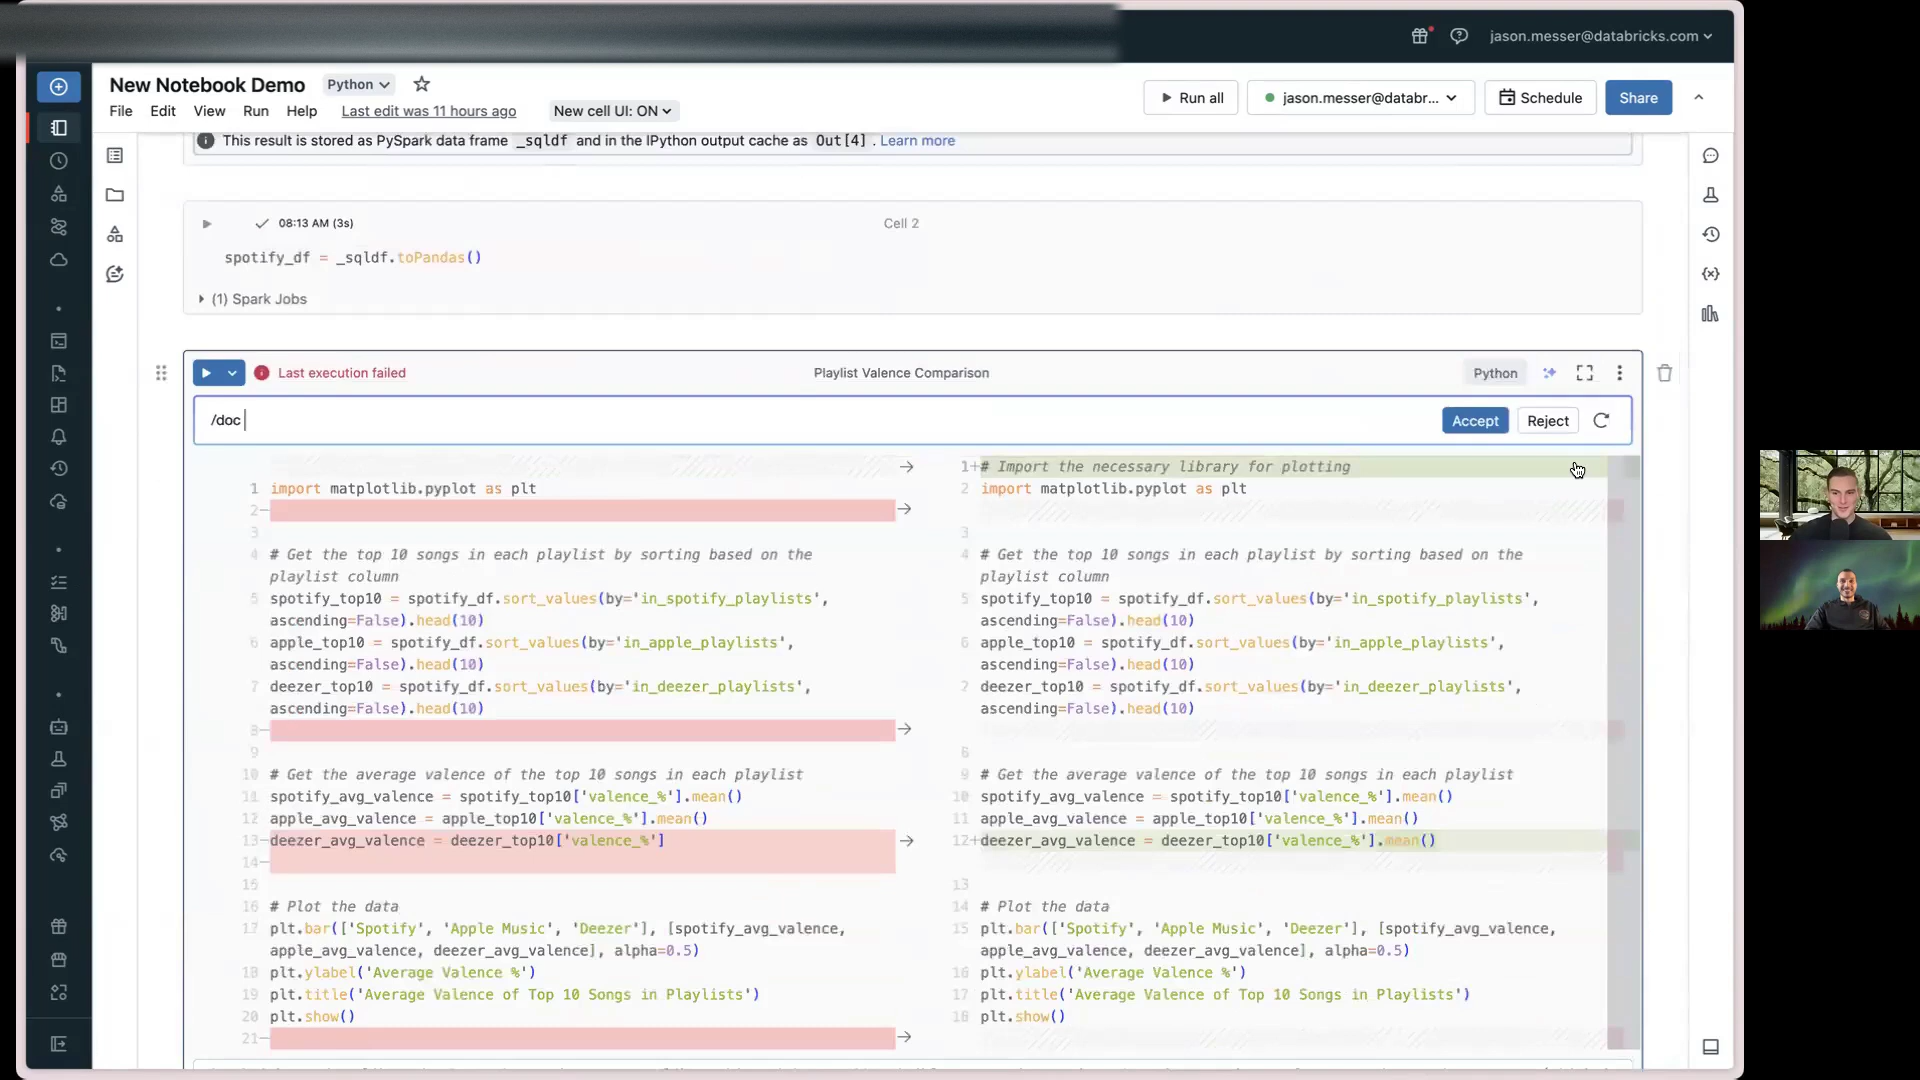 jason.messer@databricks.com
New Notebook Demo Python
File Edit View Run Help Last edit was 11 hours ago New cell UI: ON
Run all jason.messer@databr... Schedule Share
This result is stored as PySpark data frame _sqldf and in the IPython output cache as Out[4] . Learn more
08:13 AM (3s) Cell 2
spotify_df = _sqldf.toPandas()
(1) Spark Jobs
Last execution failed Playlist Valence Comparison Python
/doc Accept Reject
1 import matplotlib.pyplot as plt
2
3
4 # Get the top 10 songs in each playlist by sorting based on the
playlist column
5 spotify_top10 = spotify_df.sort_values(by='in_spotify_playlists',
ascending=False).head(10)
6 apple_top10 = spotify_df.sort_values(by='in_apple_playlists',
ascending=False).head(10)
7 deezer_top10 = spotify_df.sort_values(by='in_deezer_playlists',
ascending=False).head(10)
8
9
10 # Get the average valence of the top 10 songs in each playlist
11 spotify_avg_valence = spotify_top10['valence_%'].mean()
12 apple_avg_valence = apple_top10['valence_%'].mean()
13 deezer_avg_valence = deezer_top10['valence_%']
14
15
16 # Plot the data
17 plt.bar(['Spotify', 'Apple Music', 'Deezer'], [spotify_avg_valence,
apple_avg_valence, deezer_avg_valence], alpha=0.5)
18 plt.ylabel('Average Valence %')
19 plt.title('Average Valence of Top 10 Songs in Playlists')
20 plt.show()
21
1+ # Import the necessary library for plotting
2 import matplotlib.pyplot as plt
3
4 # Get the top 10 songs in each playlist by sorting based on the
playlist column
5 spotify_top10 = spotify_df.sort_values(by='in_spotify_playlists',
ascending=False).head(10)
6 apple_top10 = spotify_df.sort_values(by='in_apple_playlists',
ascending=False).head(10)
7 deezer_top10 = spotify_df.sort_values(by='in_deezer_playlists',
ascending=False).head(10)
8
9 # Get the average valence of the top 10 songs in each playlist
10 spotify_avg_valence = spotify_top10['valence_%'].mean()
11 apple_avg_valence = apple_top10['valence_%'].mean()
12+ deezer_avg_valence = deezer_top10['valence_%'].mean()
13
14 # Plot the data
15 plt.bar(['Spotify', 'Apple Music', 'Deezer'], [spotify_avg_valence,
apple_avg_valence, deezer_avg_valence], alpha=0.5)
16 plt.ylabel('Average Valence %')
17 plt.title('Average Valence of Top 10 Songs in Playlists')
18 plt.show()